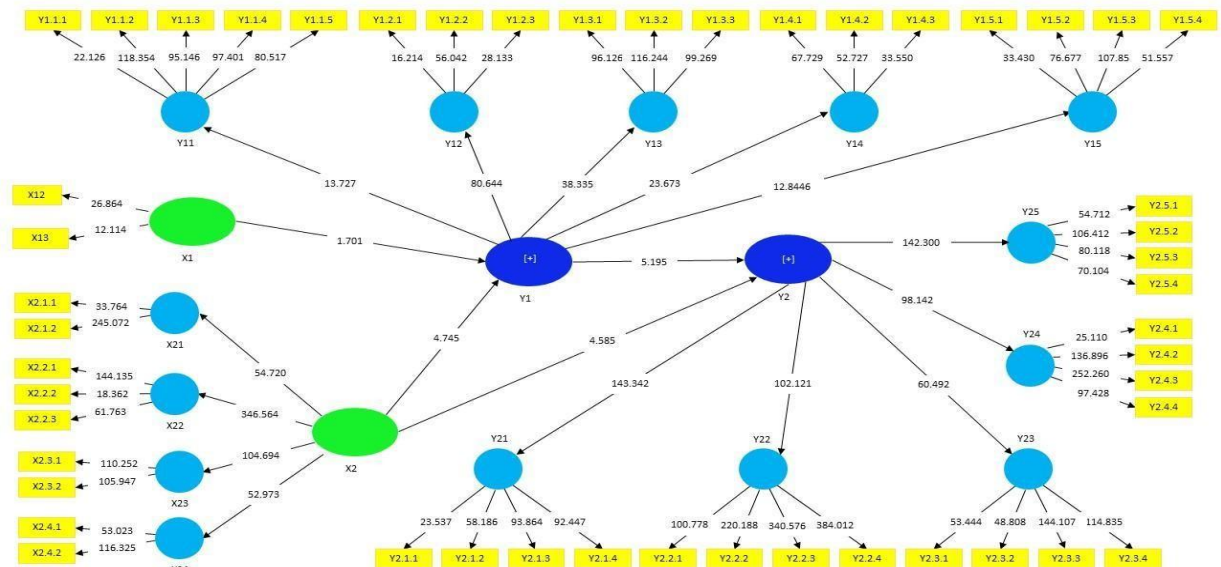 Y1.1.1 Y1.1.2 Y1.1.3 Y1.1.4 Y1.1.5 Y1.2.1 Y1.2.2 Y1.2.3 Y1.3.1 Y1.3.2 Y1.3.3 Y1.4.1 Y1.4.2 Y1.4.3 Y1.5.1 Y1.5.2 Y1.5.3 Y1.5.4
22.126 118.354 95.146 97.401 80.517 16.214 56.042 28.133 96.126 116.244 99.269 67.729 52.727 33.550 33.430 76.677 107.85 51.557
Y11 Y12 Y13 Y14 Y15
13.727 80.644 38.335 23.673 12.8446
X12 26.864
X13 12.114
X1
1.701
[+]
Y1
5.195
[+]
Y2
142.300
Y25
54.712 Y2.5.1
106.412 Y2.5.2
80.118 Y2.5.3
70.104 Y2.5.4
98.142
Y24
25.110 Y2.4.1
136.896 Y2.4.2
252.260 Y2.4.3
97.428 Y2.4.4
X2.1.1 33.764
X2.1.2 245.072
X21
54.720
4.745
4.585
X2.2.1 144.135
X2.2.2 18.362
X2.2.3 61.763
X22
346.564
X2
143.342
102.121
60.492
X2.3.1 110.252
X2.3.2 105.947
X23
104.694
X2.4.1 53.023
X2.4.2 116.325
52.973
Y21 Y22 Y23
23.537 58.186 93.864 92.447 100.778 220.188 340.576 384.012 53.444 48.808 144.107 114.835
Y2.1.1 Y2.1.2 Y2.1.3 Y2.1.4 Y2.2.1 Y2.2.2 Y2.2.3 Y2.2.4 Y2.3.1 Y2.3.2 Y2.3.3 Y2.3.4